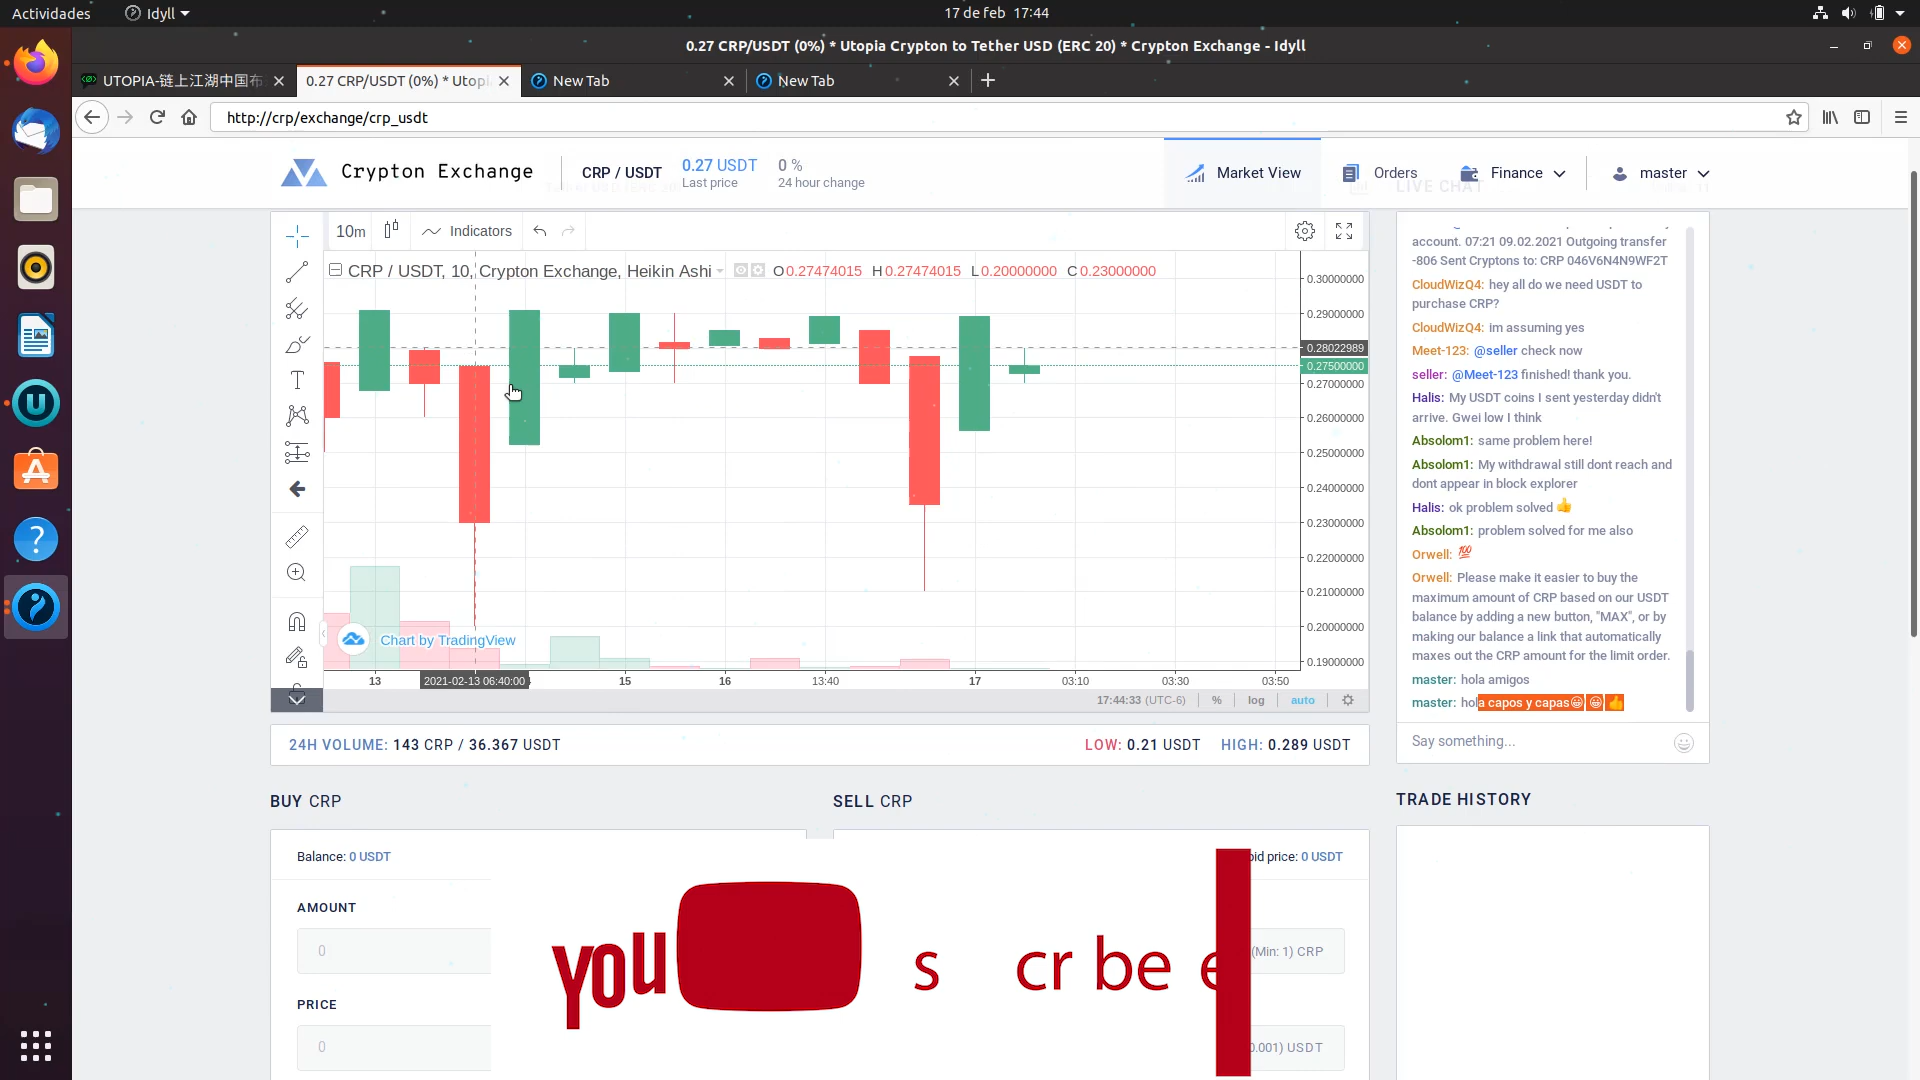 Actividades
Idyll
17 de feb 17:44
0.27 CRP/USDT (0%) * Utopia Crypton to Tether USD (ERC 20) * Crypton Exchange - Idyll
UTOPIA-链上江湖中国布
0.27 CRP/USDT (0%) * Utopi
New Tab
New Tab
http://crp/exchange/crp_usdt
Crypton Exchange
CRP / USDT
0.27 USDT
Last price
0 %
24 hour change
Market View
Orders
Finance
master
LIVE CHAT
10m
Indicators
CRP / USDT, 10, Crypton Exchange, Heikin Ashi
O0.27474015 H0.27474015 L0.20000000 C0.23000000
0.30000000
0.29000000
0.28022989
0.27500000
0.27000000
0.26000000
0.25000000
0.24000000
0.23000000
0.22000000
0.21000000
0.20000000
0.19000000
Chart by TradingView
13
2021-02-13 06:40:00
15
16
13:40
17
03:10
03:30
03:50
17:44:33 (UTC-6)
%
log
auto
account. 07:21 09.02.2021 Outgoing transfer
-806 Sent Cryptons to: CRP 046V6N4N9WF2T
CloudWizQ4: hey all do we need USDT to
purchase CRP?
CloudWizQ4: im assuming yes
Meet-123: @seller check now
seller: @Meet-123 finished! thank you.
Halis: My USDT coins I sent yesterday didn't
arrive. Gwei low I think
Absolom1: same problem here!
Absolom1: My withdrawal still dont reach and
dont appear in block explorer
Halis: ok problem solved 👍
Absolom1: problem solved for me also
Orwell: 💯
Orwell: Please make it easier to buy the
maximum amount of CRP based on our USDT
balance by adding a new button, "MAX", or by
making our balance a link that automatically
maxes out the CRP amount for the limit order.
master: hola amigos
master: hola capos y capas😀 😀 👍
Say something...
24H VOLUME: 143 CRP / 36.367 USDT
LOW: 0.21 USDT HIGH: 0.289 USDT
BUY CRP
SELL CRP
TRADE HISTORY
Balance: 0 USDT
bid price: 0 USDT
AMOUNT
0
(Min: 1) CRP
PRICE
0
0.001) USDT
You
s cr be e